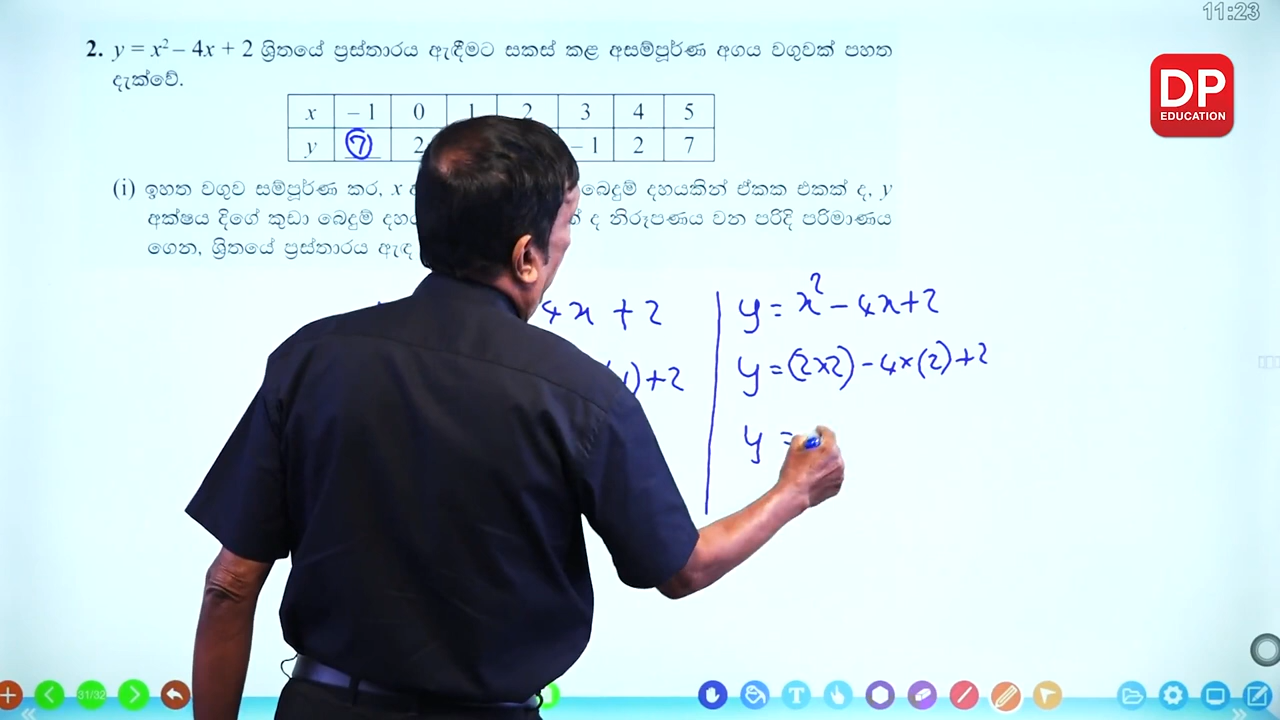 11:23
2. y = x² – 4x + 2 ශ්‍රිතයේ ප්‍රස්තාරය ඇඳීමට සකස් කළ අසම්පූර්ණ අගය වගුවක් පහත
දැක්වේ.
DP
EDUCATION
x – 1 0 1 2 3 4 5
y 7 2 – 1 2 7
(i) ඉහත වගුව සම්පූර්ණ කර, x බෙදුම් දහයකින් ඒකක එකක් ද, y
අක්ෂය දිගේ කුඩා බෙදුම් ද නිරූපණය වන පරිදි පරිමාණය
ගෙන, ශ්‍රිතයේ ප්‍රස්තාරය ඇඳ
4x + 2
) + 2
y = x² – 4x + 2
y = (2×2) – 4×(2) + 2
y =
31/32